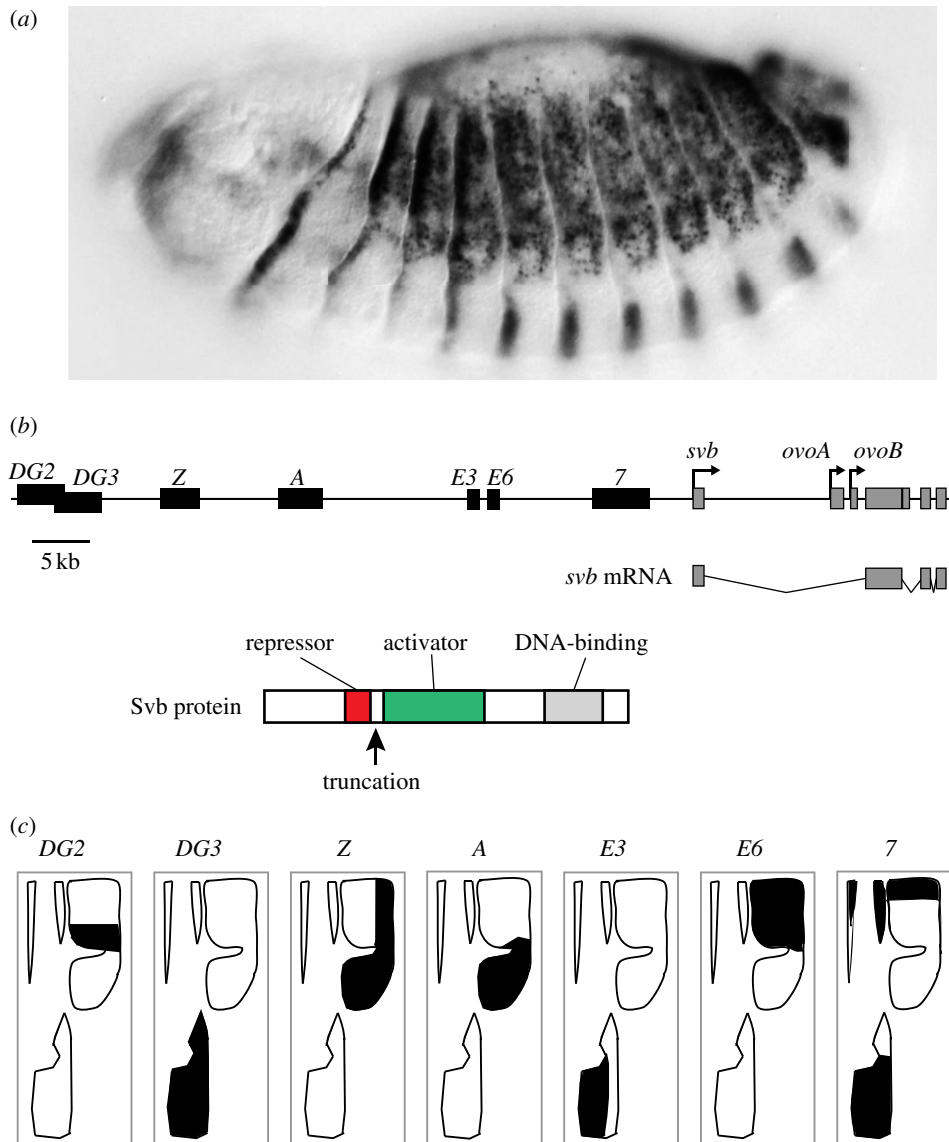 (a)
(b)
DG2 DG3 Z A E3 E6 7 svb ovoA ovoB
5 kb
svb mRNA
repressor activator DNA-binding
Svb protein
truncation
(c)
DG2 DG3 Z A E3 E6 7